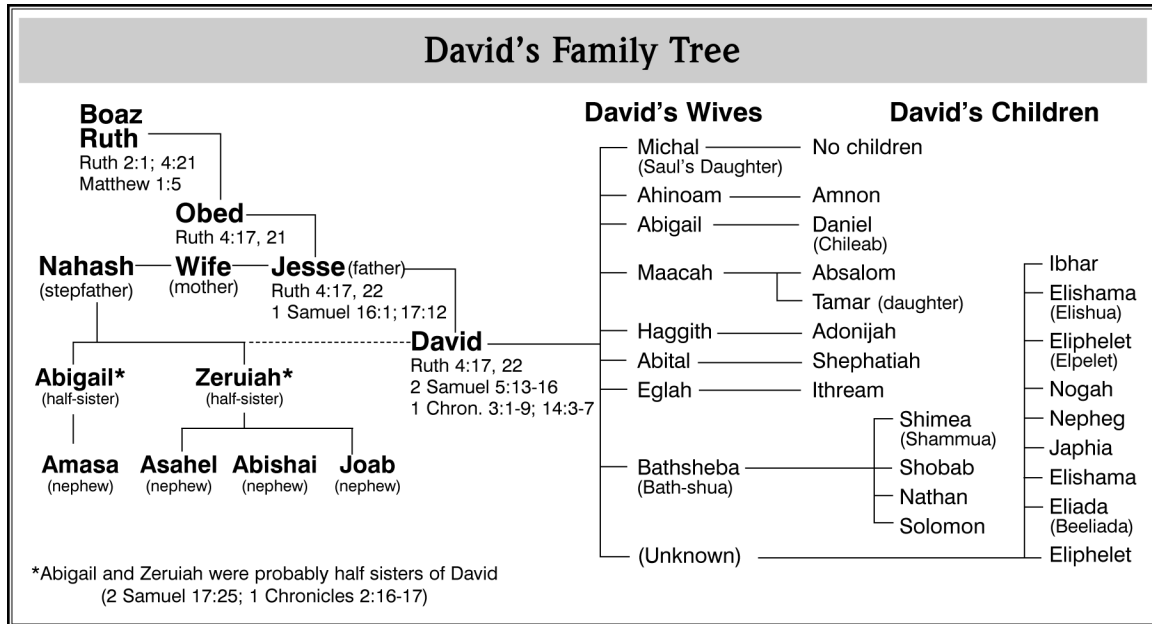 David's Family Tree
Boaz
Ruth
Ruth 2:1; 4:21
Matthew 1:5
Obed
Ruth 4:17, 21
Nahash
(stepfather)
Wife
(mother)
Jesse (father)
Ruth 4:17, 22
1 Samuel 16:1; 17:12
David
Ruth 4:17, 22
2 Samuel 5:13-16
1 Chron. 3:1-9; 14:3-7
Abigail*
(half-sister)
Zeruiah*
(half-sister)
Amasa
(nephew)
Asahel
(nephew)
Abishai
(nephew)
Joab
(nephew)
*Abigail and Zeruiah were probably half sisters of David
(2 Samuel 17:25; 1 Chronicles 2:16-17)
David's Wives
David's Children
Michal
(Saul's Daughter)
No children
Ahinoam
Amnon
Abigail
Daniel
(Chileab)
Maacah
Absalom
Tamar (daughter)
Haggith
Adonijah
Abital
Shephatiah
Eglah
Ithream
Bathsheba
(Bath-shua)
Shimea
(Shammua)
Shobab
Nathan
Solomon
(Unknown)
Ibhar
Elishama
(Elishua)
Eliphelet
(Elpelet)
Nogah
Nepheg
Japhia
Elishama
Eliada
(Beeliada)
Eliphelet